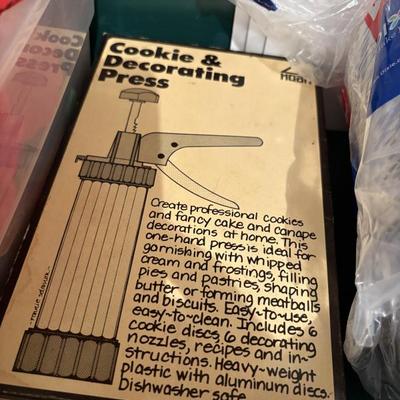 Cookie &
Decorating
Press
Create professional cookies
and fancy cake and canape
decorations at home. This
one-hand press is ideal for
garnishing with whipped
cream and frostings, filling
pies and pastries, shaping
butter or forming meatballs
and biscuits. Easy-to-use,
easy-to-clean. Includes 6
cookie discs, 6 decorating
nozzles, recipes and in-
structions. Heavy-weight
plastic with aluminum discs.
Dishwasher safe.
Cookie &
Decorating
Press